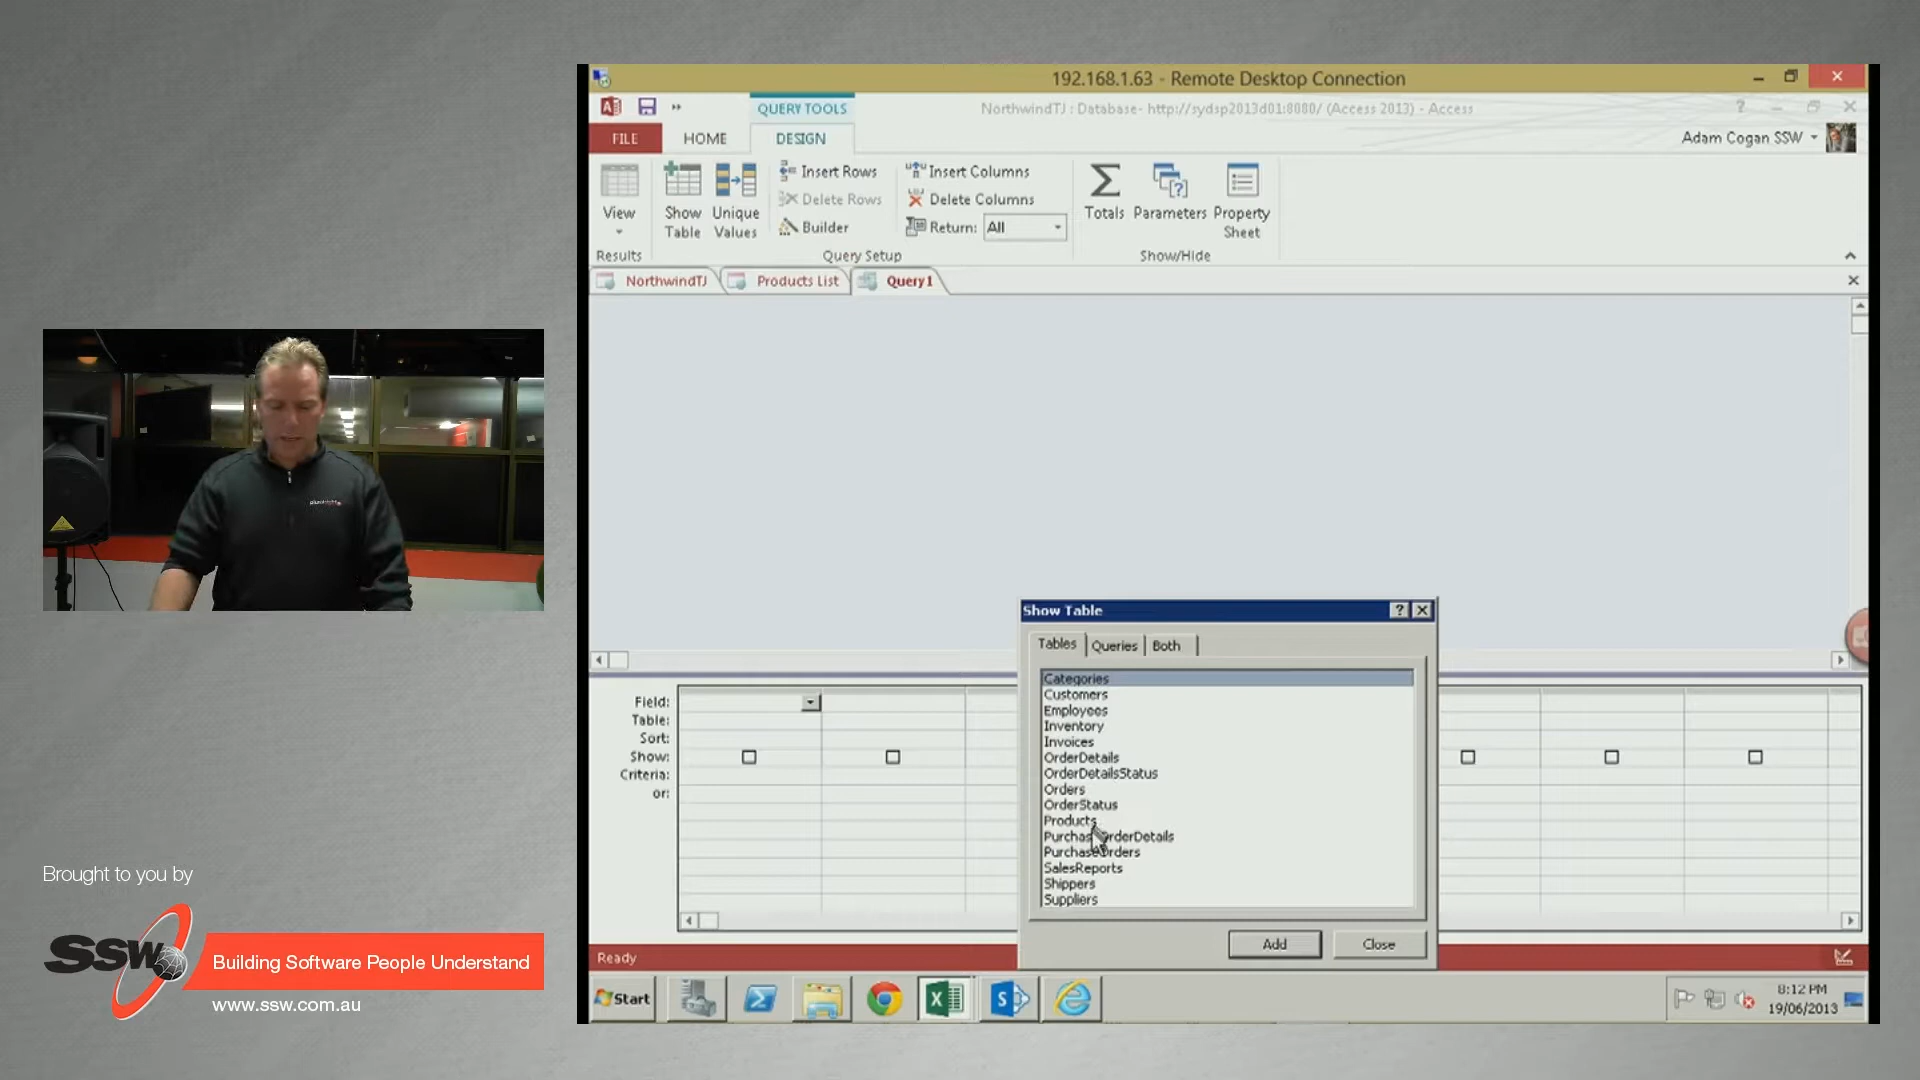 192.168.1.63 - Remote Desktop Connection
QUERY TOOLS
NorthwindTJ : Database- http://sydsp2013d01:8080/ (Access 2013) - Access
FILE
HOME
DESIGN
Adam Cogan SSW
View
Show Table
Unique Values
Insert Rows
Delete Rows
Builder
Insert Columns
Delete Columns
Return: All
Totals
Parameters
Property Sheet
Results
Query Setup
Show/Hide
NorthwindTJ
Products List
Query1
Show Table
Tables
Queries
Both
Categories
Customers
Employees
Inventory
Invoices
OrderDetails
OrderDetailsStatus
Orders
OrderStatus
Products
PurchaseOrderDetails
PurchaseOrders
SalesReports
Shippers
Suppliers
Add
Close
Field:
Table:
Sort:
Show:
Criteria:
or:
Ready
Start
8:12 PM
19/06/2013
Brought to you by
SSW
Building Software People Understand
www.ssw.com.au